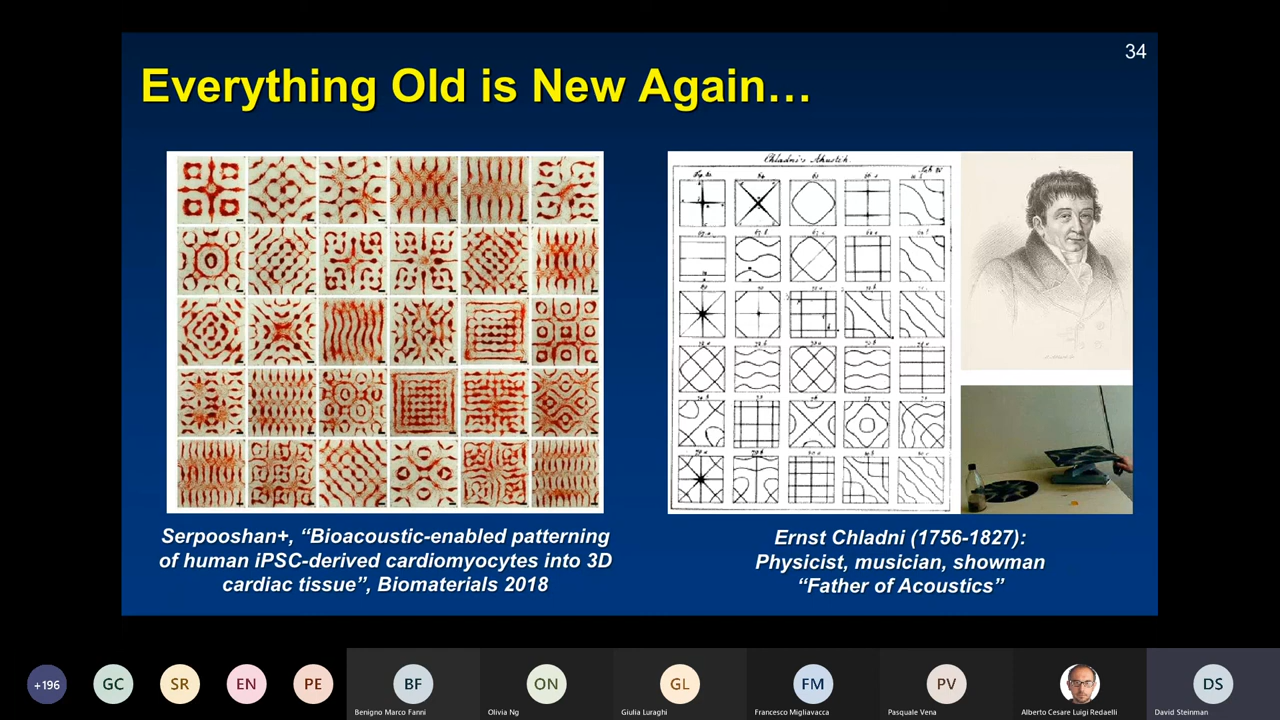 34
Everything Old is New Again…
Chladni's Akustik.
Serpooshan+, “Bioacoustic-enabled patterning
of human iPSC-derived cardiomyocytes into 3D
cardiac tissue”, Biomaterials 2018
Ernst Chladni (1756-1827):
Physicist, musician, showman
“Father of Acoustics”
+196
GC
SR
EN
PE
BF
ON
GL
FM
PV
DS
Benigno Marco Fanni
Olivia Ng
Giulia Luraghi
Francesco Migliavacca
Pasquale Vena
Alberto Cesare Luigi Redaelli
David Steinman